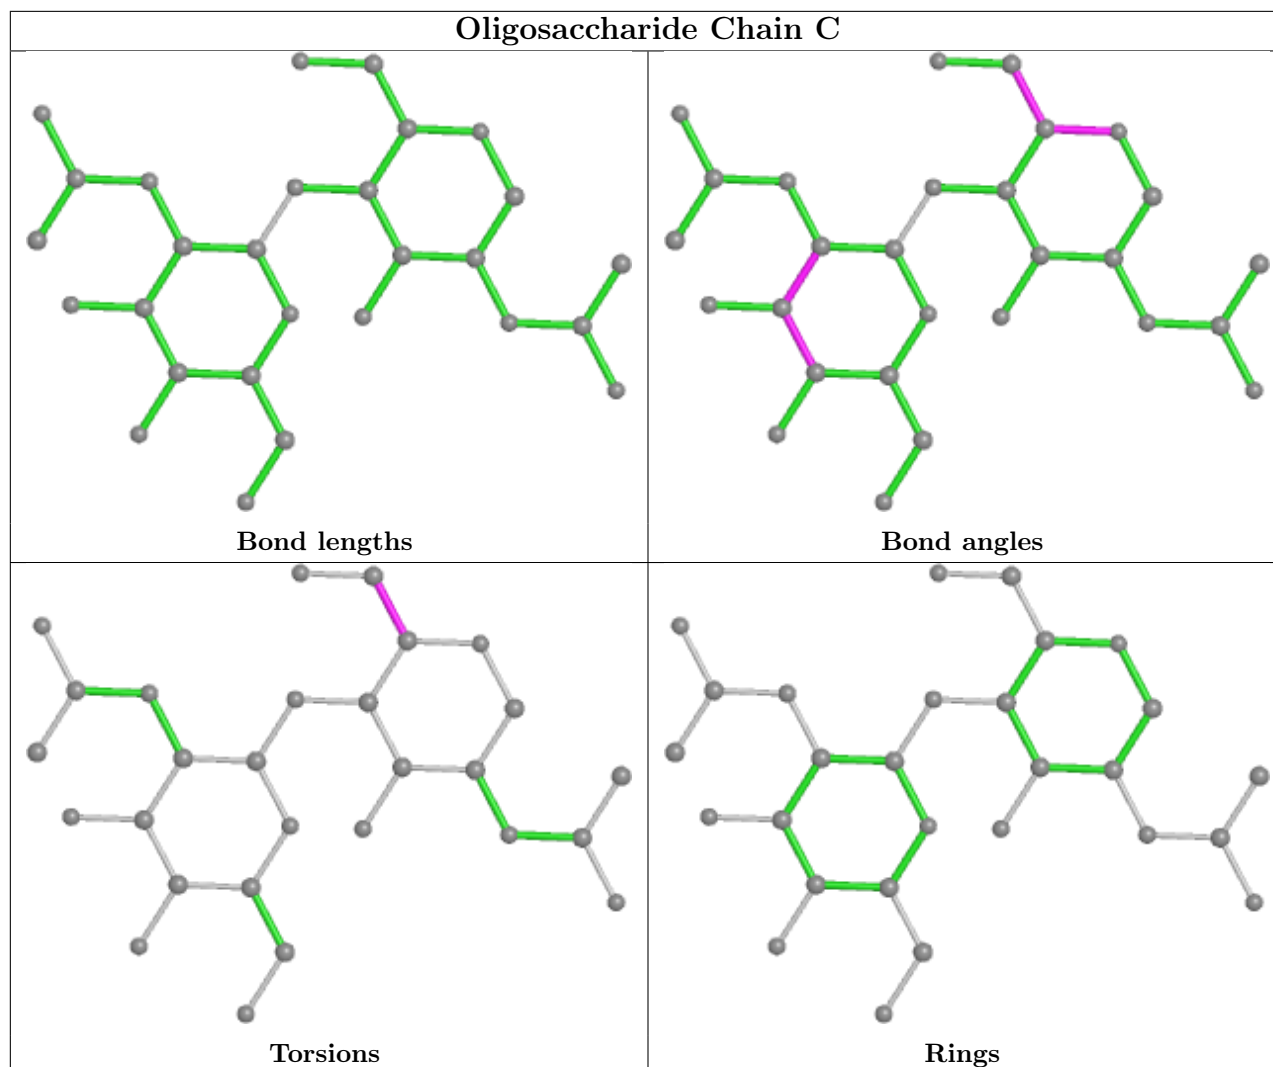 Oligosaccharide Chain C
Bond lengths
Bond angles
Torsions
Rings